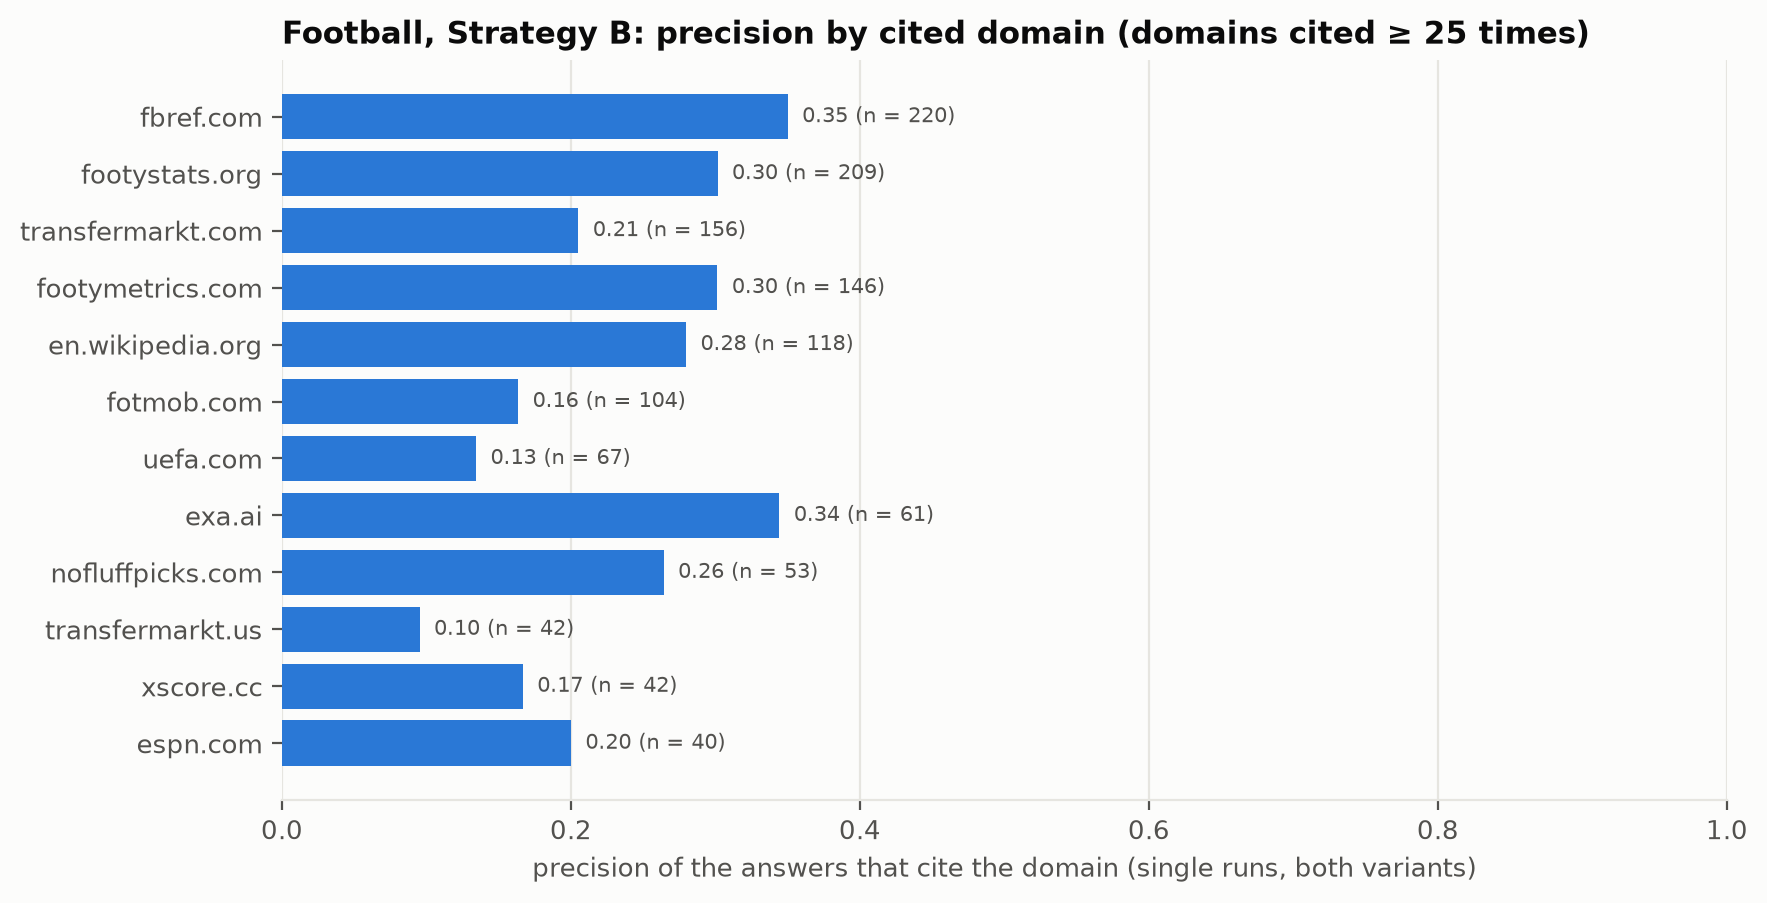 Football, Strategy B: precision by cited domain (domains cited ≥ 25 times)
fbref.com 0.35 (n = 220)
footystats.org 0.30 (n = 209)
transfermarkt.com 0.21 (n = 156)
footymetrics.com 0.30 (n = 146)
en.wikipedia.org 0.28 (n = 118)
fotmob.com 0.16 (n = 104)
uefa.com 0.13 (n = 67)
exa.ai 0.34 (n = 61)
nofluffpicks.com 0.26 (n = 53)
transfermarkt.us 0.10 (n = 42)
xscore.cc 0.17 (n = 42)
espn.com 0.20 (n = 40)
0.0 0.2 0.4 0.6 0.8 1.0
precision of the answers that cite the domain (single runs, both variants)